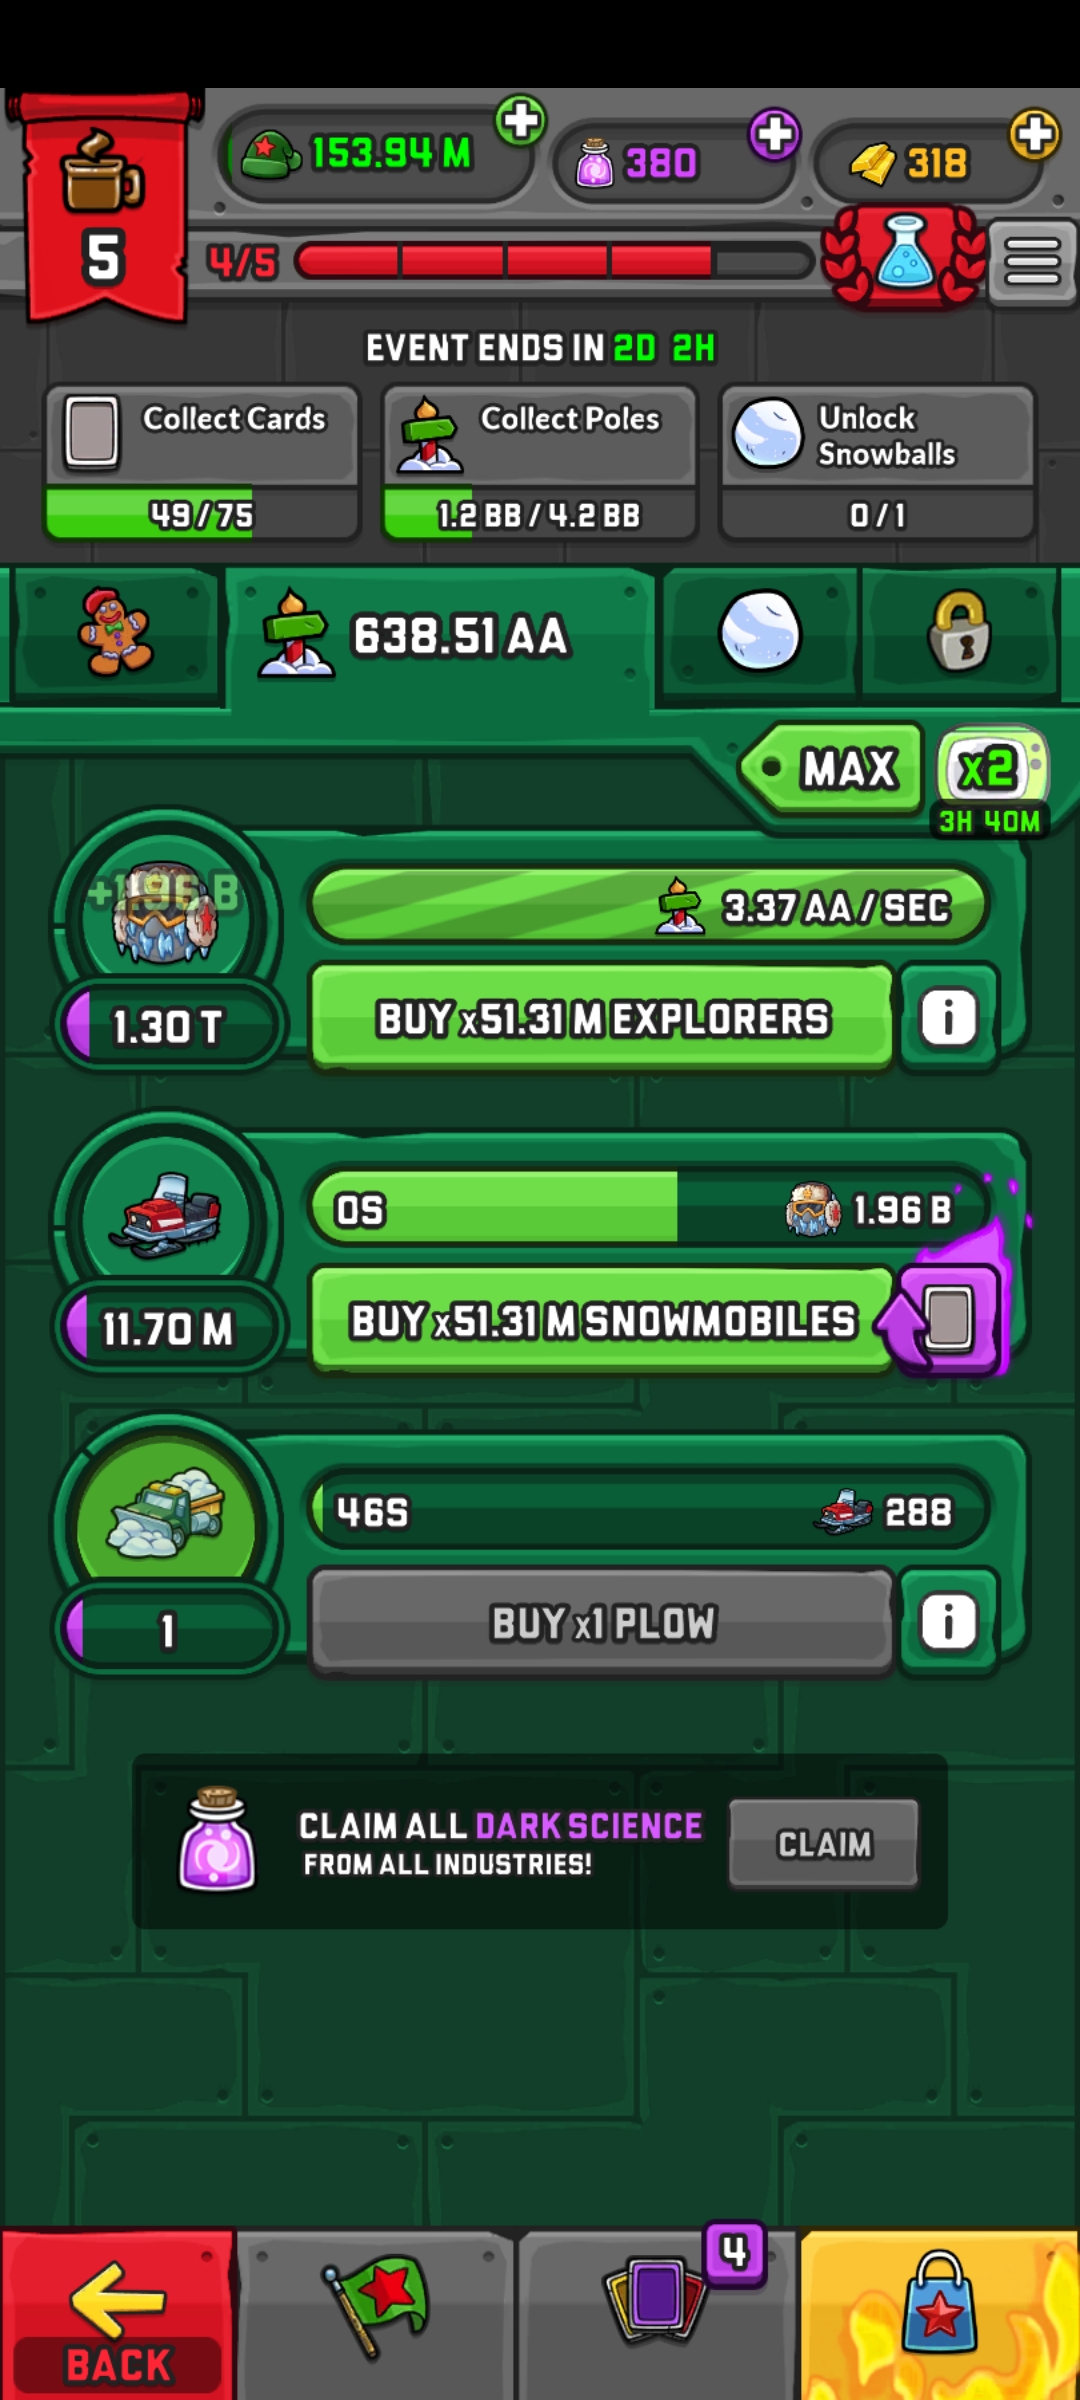 5
153.94 M
380
318
4/5
EVENT ENDS IN 2D 2H
Collect Cards
49/75
Collect Poles
1.2 BB / 4.2 BB
Unlock
Snowballs
0/1
638.51 AA
MAX
x2
3H 40M
+1.96 B
3.37 AA / SEC
1.30 T
BUY x51.31 M EXPLORERS
i
0S
1.96 B
11.70 M
BUY x51.31 M SNOWMOBILES
46S
288
1
BUY x1 PLOW
i
CLAIM ALL DARK SCIENCE
FROM ALL INDUSTRIES!
CLAIM
4
BACK